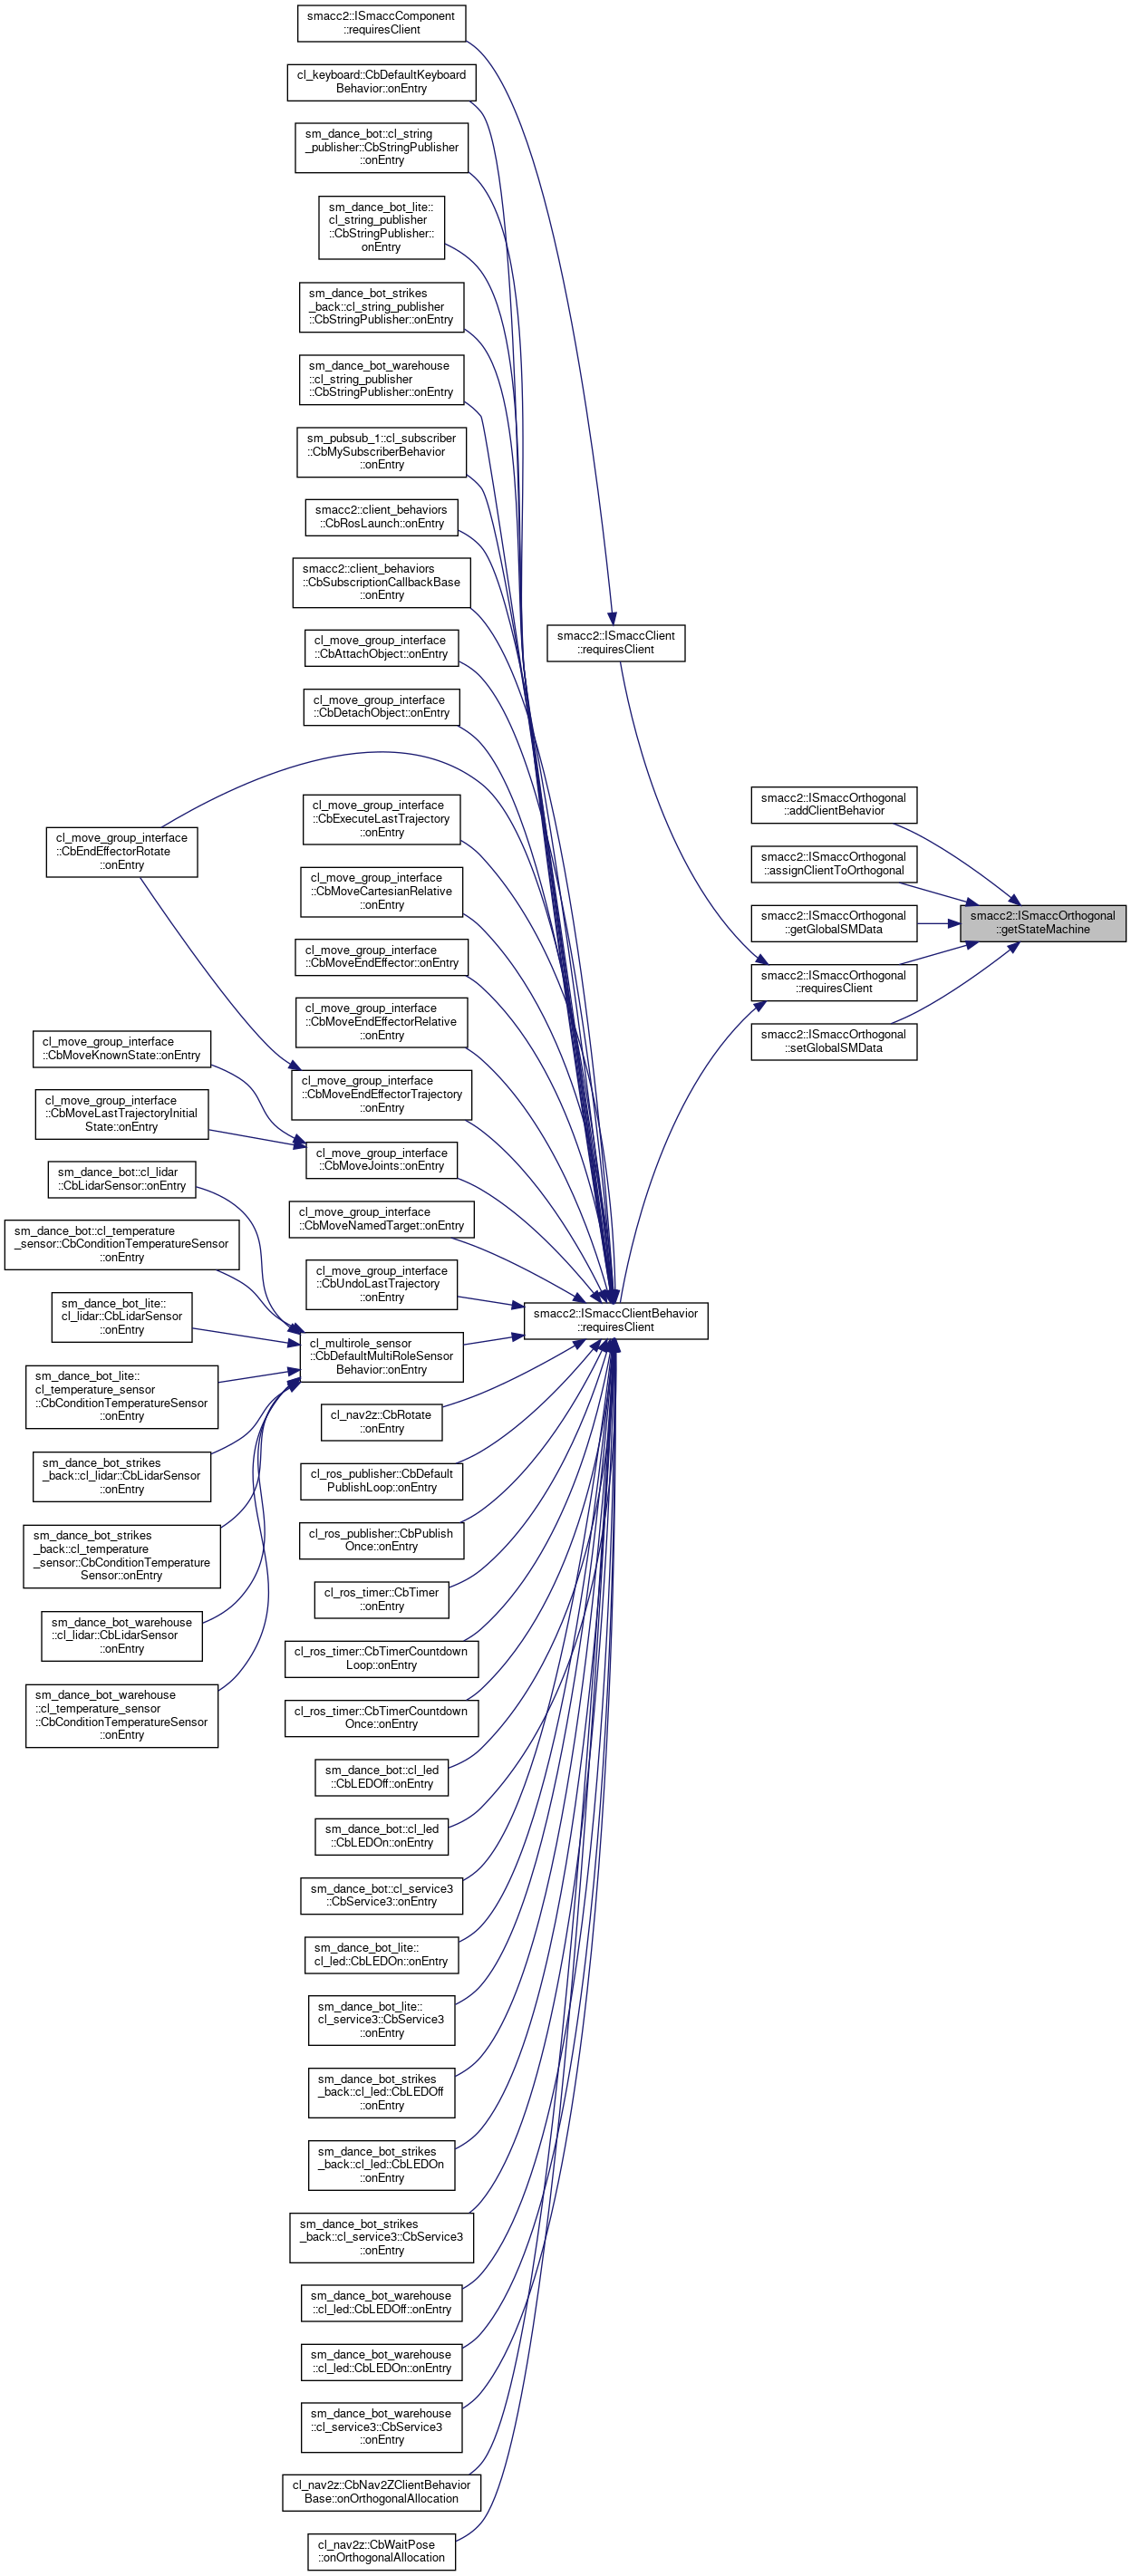 smacc2::ISmaccComponent
::requiresClient
cl_keyboard::CbDefaultKeyboard
Behavior::onEntry
sm_dance_bot::cl_string
_publisher::CbStringPublisher
::onEntry
sm_dance_bot_lite::
cl_string_publisher
::CbStringPublisher::
onEntry
sm_dance_bot_strikes
_back::cl_string_publisher
::CbStringPublisher::onEntry
sm_dance_bot_warehouse
::cl_string_publisher
::CbStringPublisher::onEntry
sm_pubsub_1::cl_subscriber
::CbMySubscriberBehavior
::onEntry
smacc2::client_behaviors
::CbRosLaunch::onEntry
smacc2::client_behaviors
::CbSubscriptionCallbackBase
::onEntry
cl_move_group_interface
::CbAttachObject::onEntry
cl_move_group_interface
::CbDetachObject::onEntry
cl_move_group_interface
::CbExecuteLastTrajectory
::onEntry
cl_move_group_interface
::CbMoveCartesianRelative
::onEntry
cl_move_group_interface
::CbMoveEndEffector::onEntry
cl_move_group_interface
::CbMoveEndEffectorRelative
::onEntry
cl_move_group_interface
::CbMoveEndEffectorTrajectory
::onEntry
cl_move_group_interface
::CbMoveJoints::onEntry
cl_move_group_interface
::CbMoveNamedTarget::onEntry
cl_move_group_interface
::CbUndoLastTrajectory
::onEntry
cl_multirole_sensor
::CbDefaultMultiRoleSensor
Behavior::onEntry
cl_nav2z::CbRotate
::onEntry
cl_ros_publisher::CbDefault
PublishLoop::onEntry
cl_ros_publisher::CbPublish
Once::onEntry
cl_ros_timer::CbTimer
::onEntry
cl_ros_timer::CbTimerCountdown
Loop::onEntry
cl_ros_timer::CbTimerCountdown
Once::onEntry
sm_dance_bot::cl_led
::CbLEDOff::onEntry
sm_dance_bot::cl_led
::CbLEDOn::onEntry
sm_dance_bot::cl_service3
::CbService3::onEntry
sm_dance_bot_lite::
cl_led::CbLEDOn::onEntry
sm_dance_bot_lite::
cl_service3::CbService3
::onEntry
sm_dance_bot_strikes
_back::cl_led::CbLEDOff
::onEntry
sm_dance_bot_strikes
_back::cl_led::CbLEDOn
::onEntry
sm_dance_bot_strikes
_back::cl_service3::CbService3
::onEntry
sm_dance_bot_warehouse
::cl_led::CbLEDOff::onEntry
sm_dance_bot_warehouse
::cl_led::CbLEDOn::onEntry
sm_dance_bot_warehouse
::cl_service3::CbService3
::onEntry
cl_nav2z::CbNav2ZClientBehavior
Base::onOrthogonalAllocation
cl_nav2z::CbWaitPose
::onOrthogonalAllocation
cl_move_group_interface
::CbEndEffectorRotate
::onEntry
cl_move_group_interface
::CbMoveKnownState::onEntry
cl_move_group_interface
::CbMoveLastTrajectoryInitial
State::onEntry
sm_dance_bot::cl_lidar
::CbLidarSensor::onEntry
sm_dance_bot::cl_temperature
_sensor::CbConditionTemperatureSensor
::onEntry
sm_dance_bot_lite::
cl_lidar::CbLidarSensor
::onEntry
sm_dance_bot_lite::
cl_temperature_sensor
::CbConditionTemperatureSensor
::onEntry
sm_dance_bot_strikes
_back::cl_lidar::CbLidarSensor
::onEntry
sm_dance_bot_strikes
_back::cl_temperature
_sensor::CbConditionTemperature
Sensor::onEntry
sm_dance_bot_warehouse
::cl_lidar::CbLidarSensor
::onEntry
sm_dance_bot_warehouse
::cl_temperature_sensor
::CbConditionTemperatureSensor
::onEntry
smacc2::ISmaccClient
::requiresClient
smacc2::ISmaccClientBehavior
::requiresClient
smacc2::ISmaccOrthogonal
::addClientBehavior
smacc2::ISmaccOrthogonal
::assignClientToOrthogonal
smacc2::ISmaccOrthogonal
::getGlobalSMData
smacc2::ISmaccOrthogonal
::requiresClient
smacc2::ISmaccOrthogonal
::setGlobalSMData
smacc2::ISmaccOrthogonal
::getStateMachine